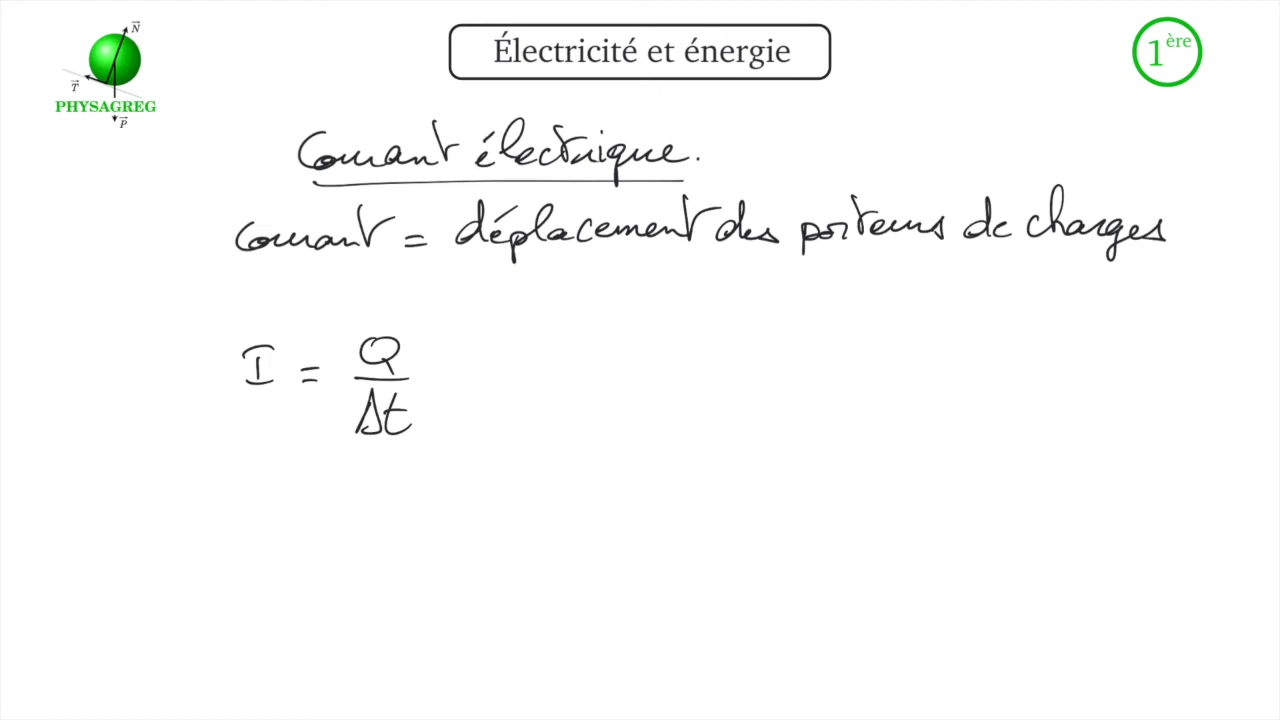 N
T
PHYSAGREG
P
Électricité et énergie
1ère
Courant électrique.
courant = déplacement des porteurs de charges
I = Q/Δt